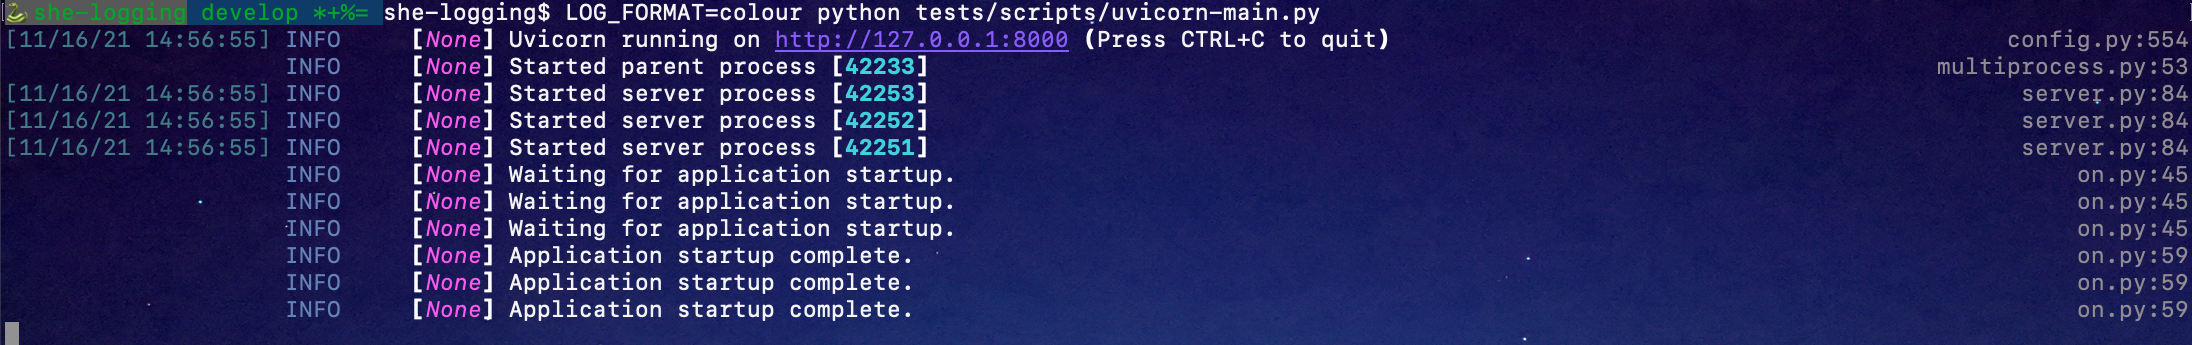 she-logging develop *+%= she-logging$ LOG_FORMAT=colour python tests/scripts/uvicorn-main.py
[11/16/21 14:56:55] INFO [None] Uvicorn running on http://127.0.0.1:8000 (Press CTRL+C to quit) config.py:554
INFO [None] Started parent process [42233] multiprocess.py:53
[11/16/21 14:56:55] INFO [None] Started server process [42253] server.py:84
[11/16/21 14:56:55] INFO [None] Started server process [42252] server.py:84
[11/16/21 14:56:55] INFO [None] Started server process [42251] server.py:84
INFO [None] Waiting for application startup. on.py:45
INFO [None] Waiting for application startup. on.py:45
INFO [None] Waiting for application startup. on.py:45
INFO [None] Application startup complete. on.py:59
INFO [None] Application startup complete. on.py:59
INFO [None] Application startup complete. on.py:59